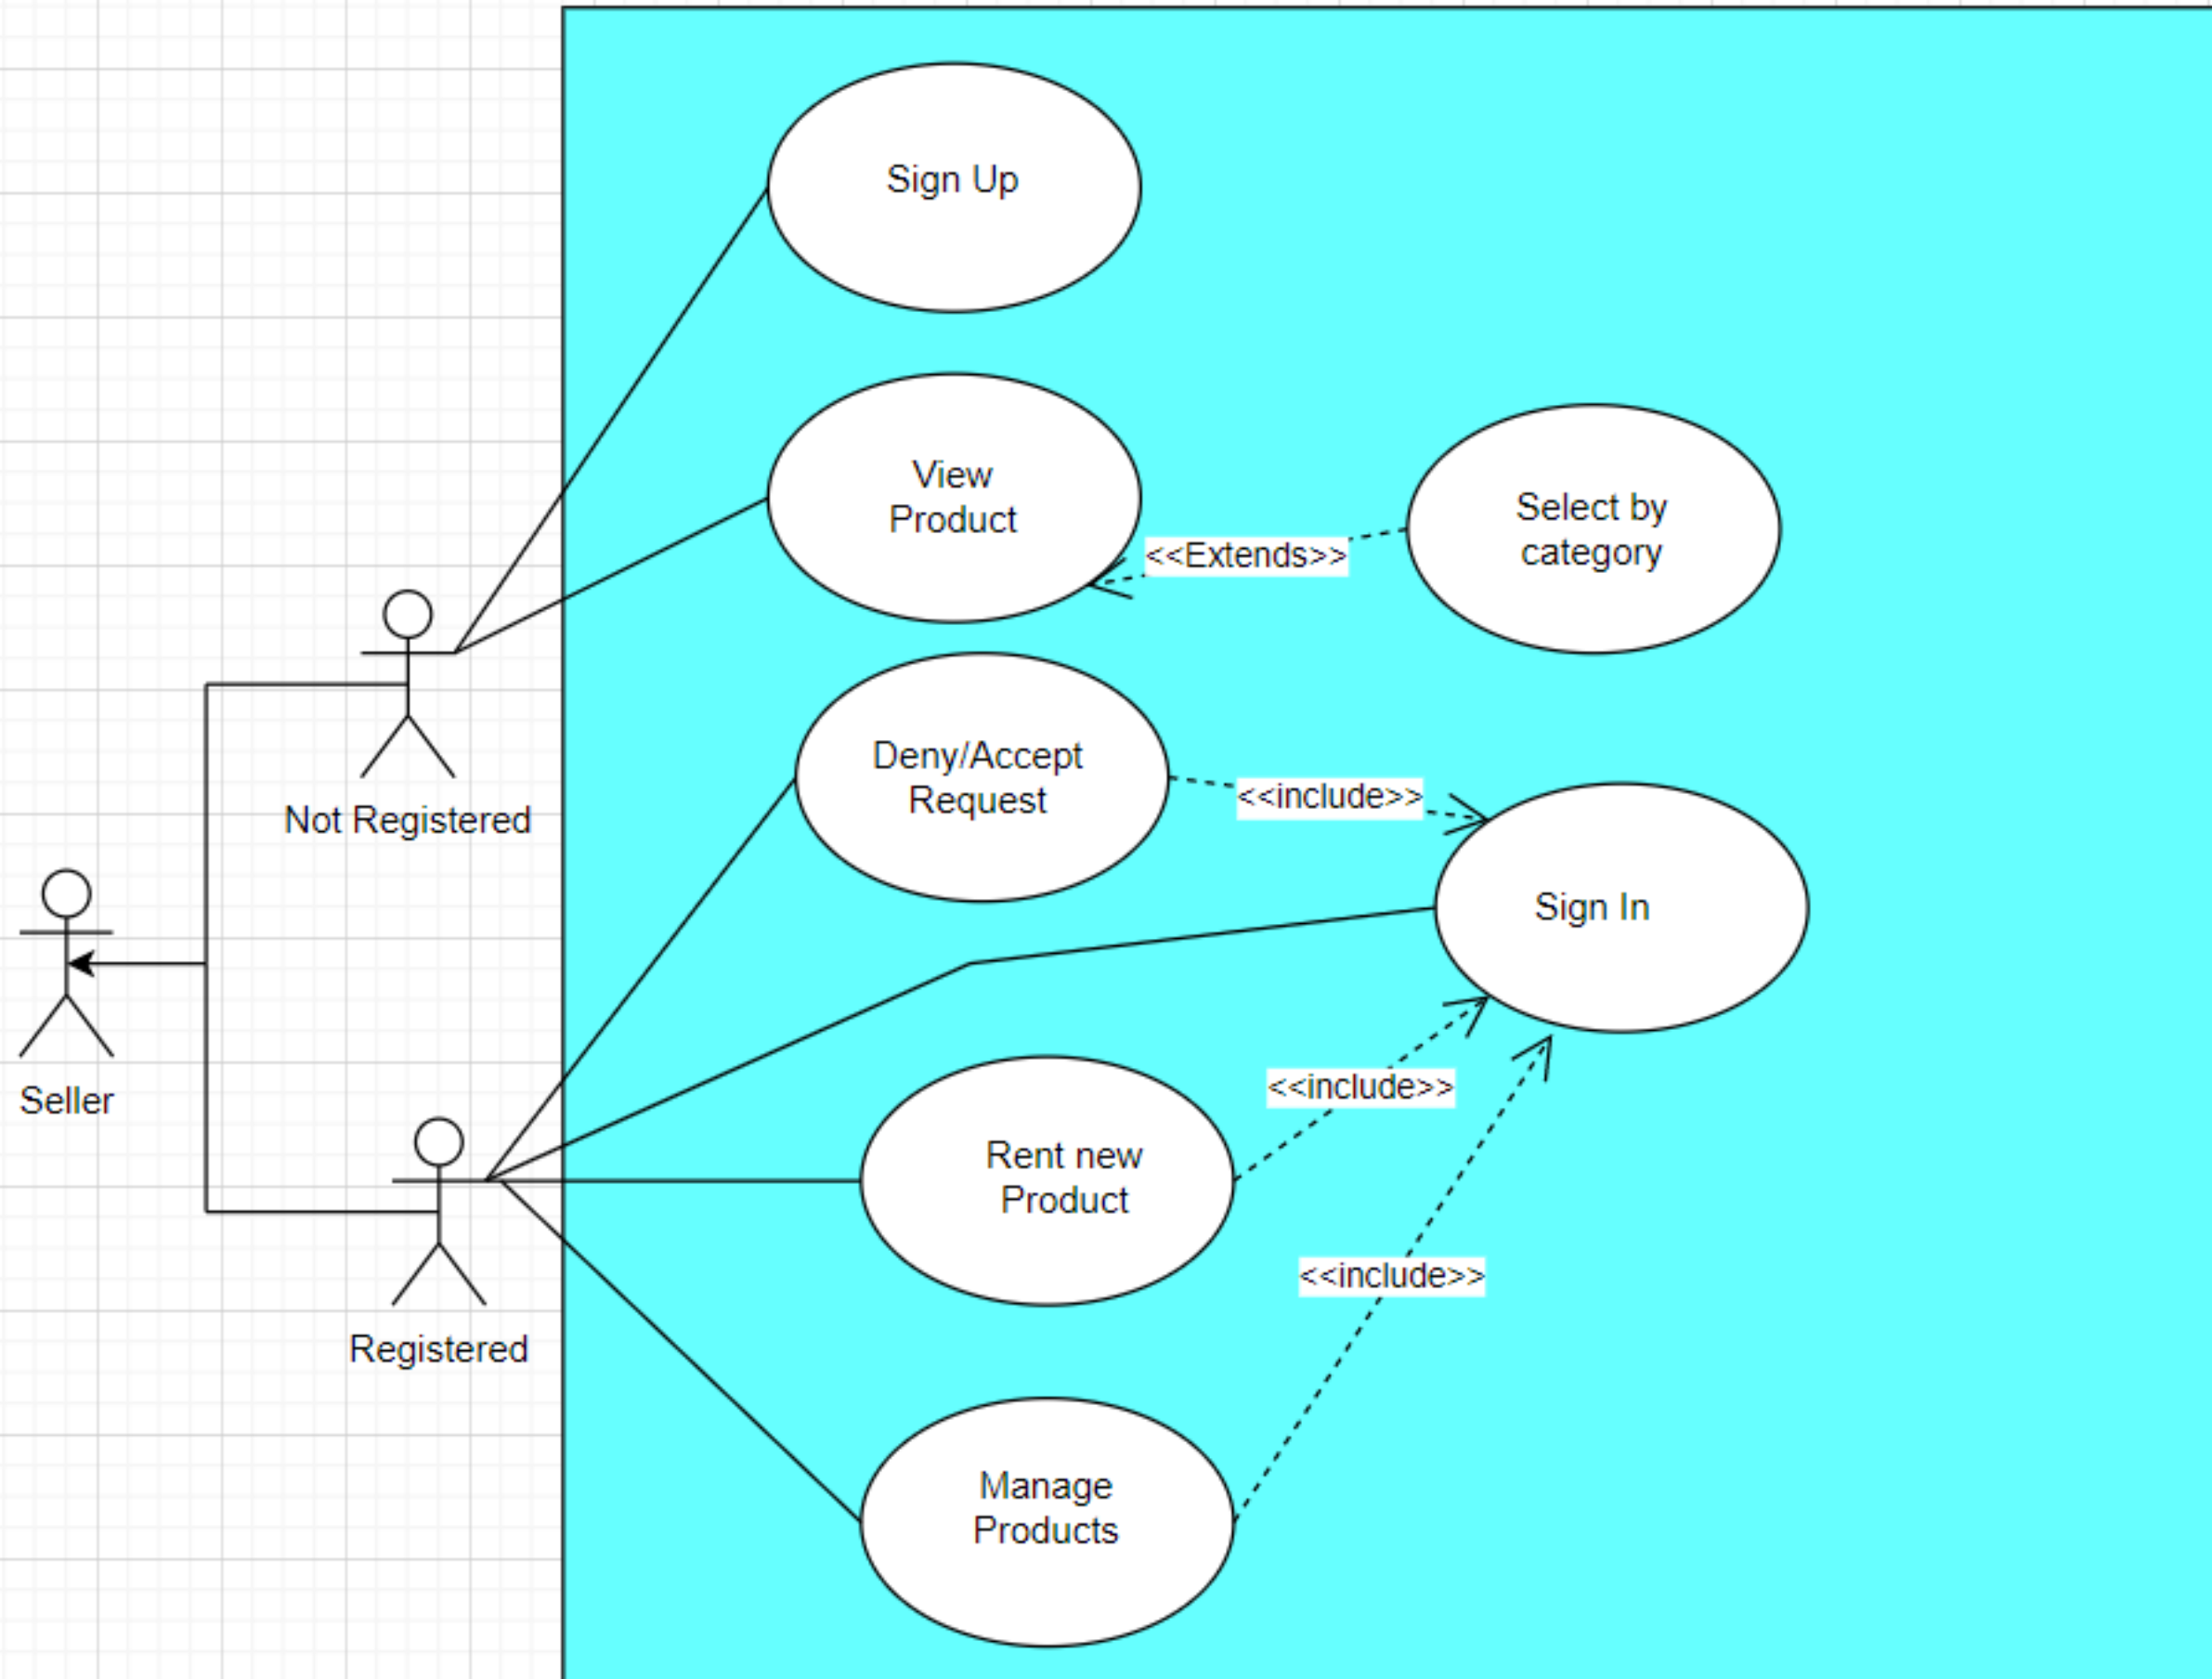 Sign Up
View
Product
Select by
category
<<Extends>>
Deny/Accept
Request
<<include>>
Not Registered
Sign In
Seller
<<include>>
Rent new
Product
<<include>>
Registered
Manage
Products